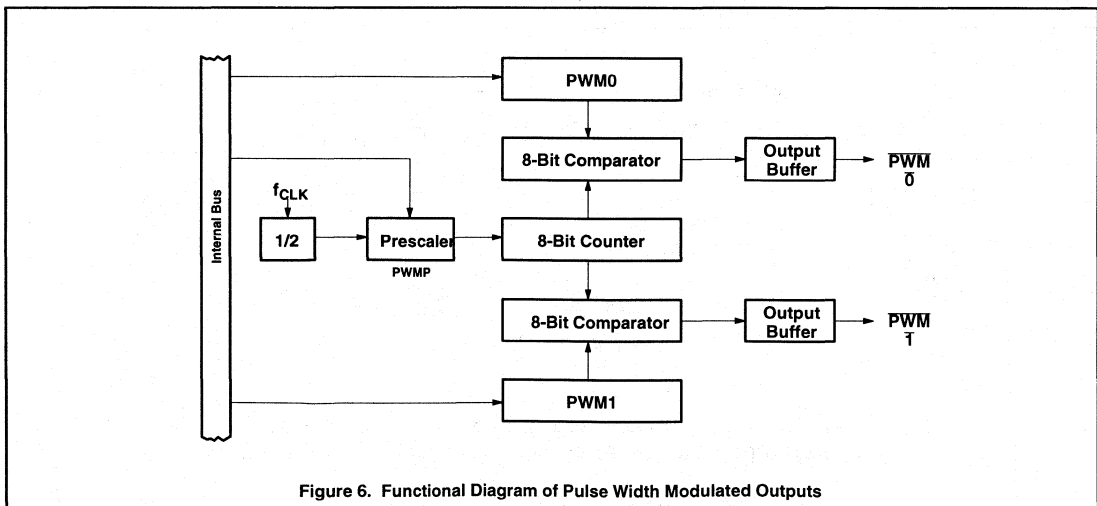 PWM0
8-Bit Comparator
Output
Buffer
PWM
0
Internal Bus
fCLK
1/2
Prescaler
PWMP
8-Bit Counter
8-Bit Comparator
Output
Buffer
PWM
1
PWM1
Figure 6. Functional Diagram of Pulse Width Modulated Outputs